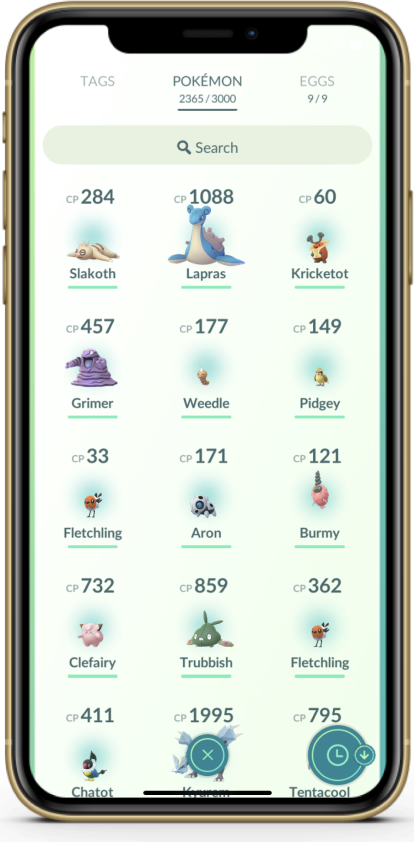 TAGS POKÉMON EGGS
2365 / 3000 9 / 9
Search
CP 284 CP 1088 CP 60
Slakoth Lapras Kricketot
CP 457 CP 177 CP 149
Grimer Weedle Pidgey
CP 33 CP 171 CP 121
Fletchling Aron Burmy
CP 732 CP 859 CP 362
Clefairy Trubbish Fletchling
CP 411 CP 1995 CP 795
Chatot Kyurem Tentacool